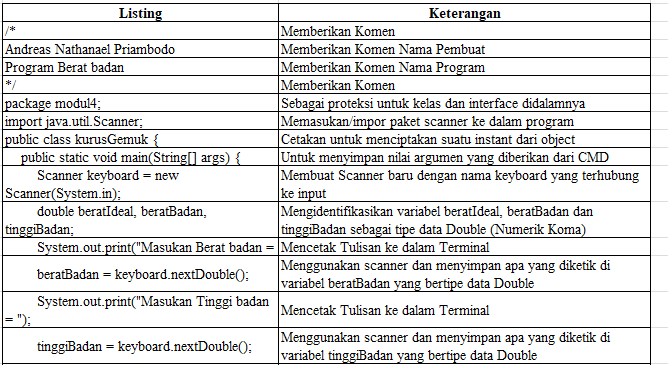 Listing Keterangan
/* Memberikan Komen
Andreas Nathanael Priambodo Memberikan Komen Nama Pembuat
Program Berat badan Memberikan Komen Nama Program
*/ Memberikan Komen
package modul4; Sebagai proteksi untuk kelas dan interface didalamnya
import java.util.Scanner; Memasukan/impor paket scanner ke dalam program
public class kurusGemuk { Cetakan untuk menciptakan suatu instant dari object
public static void main(String[] args) { Untuk menyimpan nilai argumen yang diberikan dari CMD
Scanner keyboard = new
Scanner(System.in);
Membuat Scanner baru dengan nama keyboard yang terhubung
ke input
double beratIdeal, beratBadan,
tinggiBadan;
Mengidentifikasikan variabel beratIdeal, beratBadan dan
tinggiBadan sebagai tipe data Double (Numerik Koma)
System.out.print("Masukan Berat badan = Mencetak Tulisan ke dalam Terminal
beratBadan = keyboard.nextDouble();
Menggunakan scanner dan menyimpan apa yang diketik di
variabel beratBadan yang bertipe data Double
System.out.print("Masukan Tinggi badan
= ");
Mencetak Tulisan ke dalam Terminal
tinggiBadan = keyboard.nextDouble();
Menggunakan scanner dan menyimpan apa yang diketik di
variabel tinggiBadan yang bertipe data Double